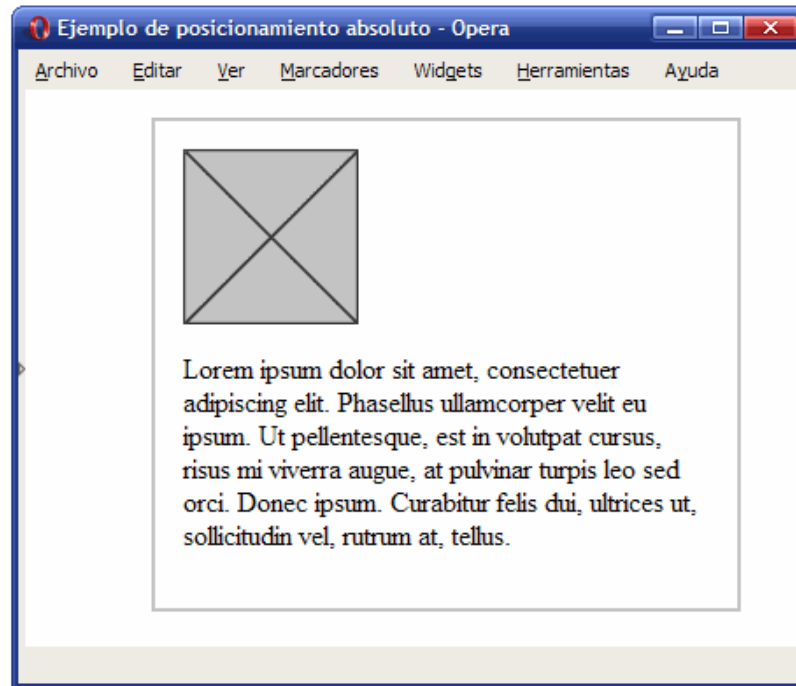 Ejemplo de posicionamiento absoluto - Opera
Archivo Editar Ver Marcadores Widgets Herramientas Ayuda
Lorem ipsum dolor sit amet, consectetuer
adipiscing elit. Phasellus ullamcorper velit eu
ipsum. Ut pellentesque, est in volutpat cursus,
risus mi viverra augue, at pulvinar turpis leo sed
orci. Donec ipsum. Curabitur felis dui, ultrices ut,
sollicitudin vel, rutrum at, tellus.